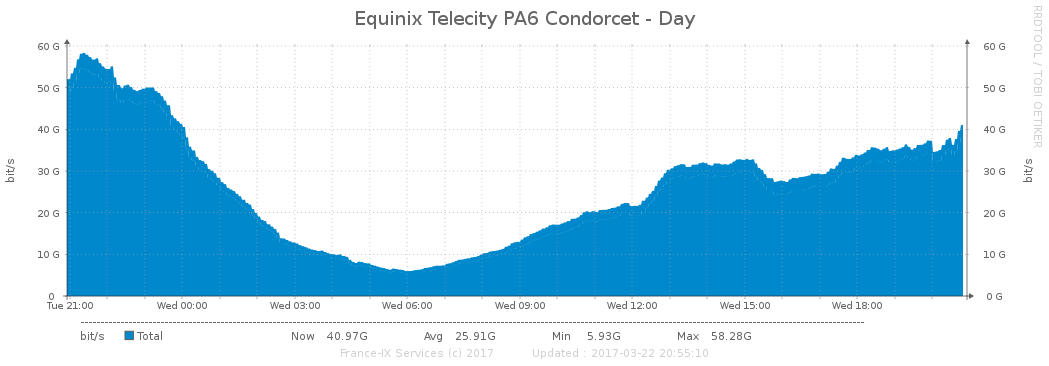 Equinix Telecity PA6 Condorcet - Day
RRDTOOL / TOBI OETIKER
60 G 60 G
50 G 50 G
40 G 40 G
30 G 30 G
20 G 20 G
10 G 10 G
0 0 G
bit/s
bit/s
Tue 21:00 Wed 00:00 Wed 03:00 Wed 06:00 Wed 09:00 Wed 12:00 Wed 15:00 Wed 18:00
bit/s Total Now 40.97G Avg 25.91G Min 5.93G Max 58.28G
France-IX Services (c) 2017 Updated : 2017-03-22 20:55:10